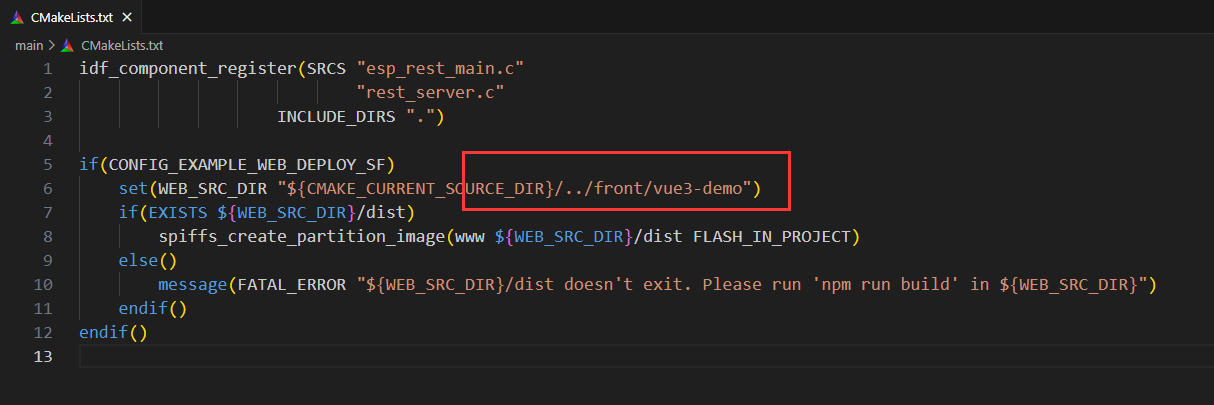 CMakeLists.txt ×
main > CMakeLists.txt
1 idf_component_register(SRCS "esp_rest_main.c"
2 "rest_server.c"
3 INCLUDE_DIRS ".")
4
5 if(CONFIG_EXAMPLE_WEB_DEPLOY_SF)
6 set(WEB_SRC_DIR "${CMAKE_CURRENT_SOURCE_DIR}/../front/vue3-demo")
7 if(EXISTS ${WEB_SRC_DIR}/dist)
8 spiffs_create_partition_image(www ${WEB_SRC_DIR}/dist FLASH_IN_PROJECT)
9 else()
10 message(FATAL_ERROR "${WEB_SRC_DIR}/dist doesn't exit. Please run 'npm run build' in ${WEB_SRC_DIR}")
11 endif()
12 endif()
13